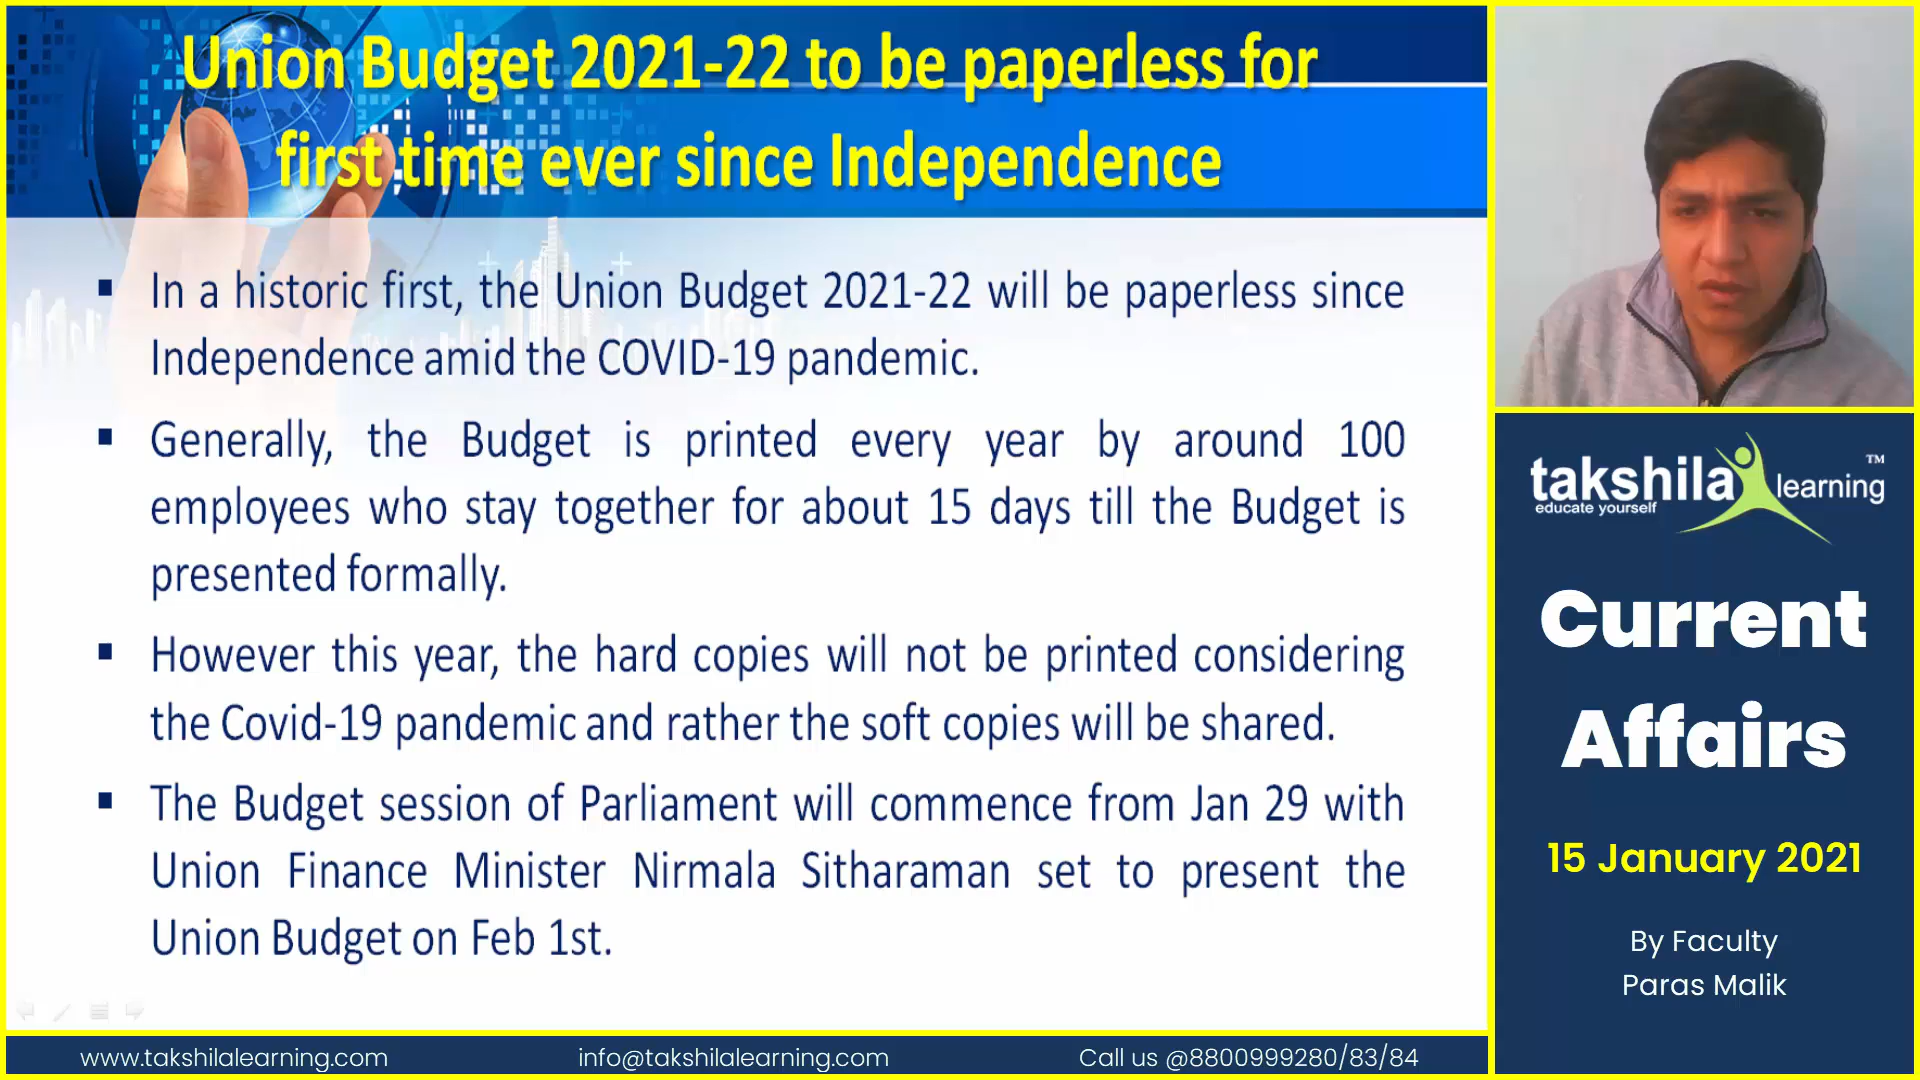 Union Budget 2021-22 to be paperless for
first time ever since Independence
▪ In a historic first, the Union Budget 2021-22 will be paperless since
Independence amid the COVID-19 pandemic.
▪ Generally, the Budget is printed every year by around 100
employees who stay together for about 15 days till the Budget is
presented formally.
▪ However this year, the hard copies will not be printed considering
the Covid-19 pandemic and rather the soft copies will be shared.
▪ The Budget session of Parliament will commence from Jan 29 with
Union Finance Minister Nirmala Sitharaman set to present the
Union Budget on Feb 1st.
takshila learning ™
educate yourself
Current
Affairs
15 January 2021
By Faculty
Paras Malik
www.takshilalearning.com
info@takshilalearning.com
Call us @8800999280/83/84